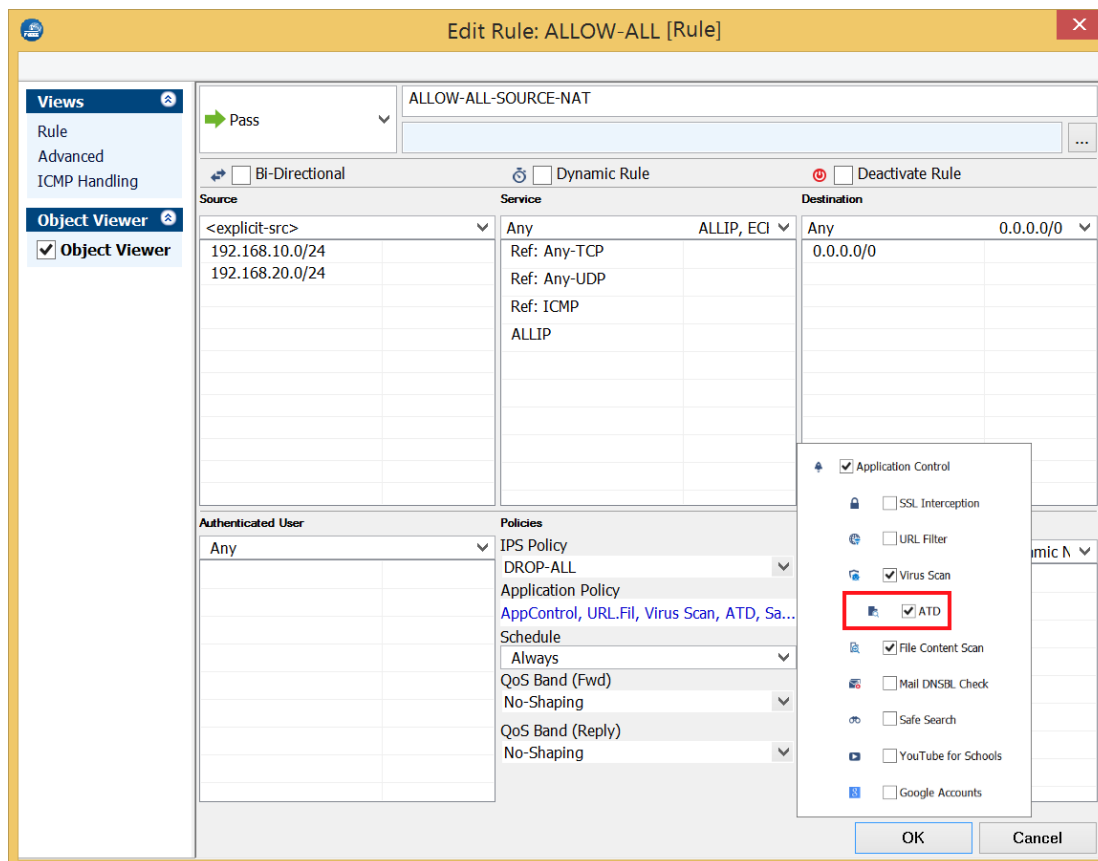 Edit Rule: ALLOW-ALL [Rule]
Views
Rule
Advanced
ICMP Handling
Object Viewer
Object Viewer
Pass
ALLOW-ALL-SOURCE-NAT
...
Bi-Directional
Dynamic Rule
Deactivate Rule
Source
<explicit-src>
192.168.10.0/24
192.168.20.0/24
Service
Any ALLIP, ECI
Ref: Any-TCP
Ref: Any-UDP
Ref: ICMP
ALLIP
Destination
Any 0.0.0.0/0
0.0.0.0/0
Authenticated User
Any
Policies
IPS Policy
DROP-ALL
Application Policy
AppControl, URL.Fil, Virus Scan, ATD, Sa...
Schedule
Always
QoS Band (Fwd)
No-Shaping
QoS Band (Reply)
No-Shaping
Application Control
SSL Interception
URL Filter
Virus Scan
ATD
File Content Scan
Mail DNSBL Check
Safe Search
YouTube for Schools
Google Accounts
OK
Cancel